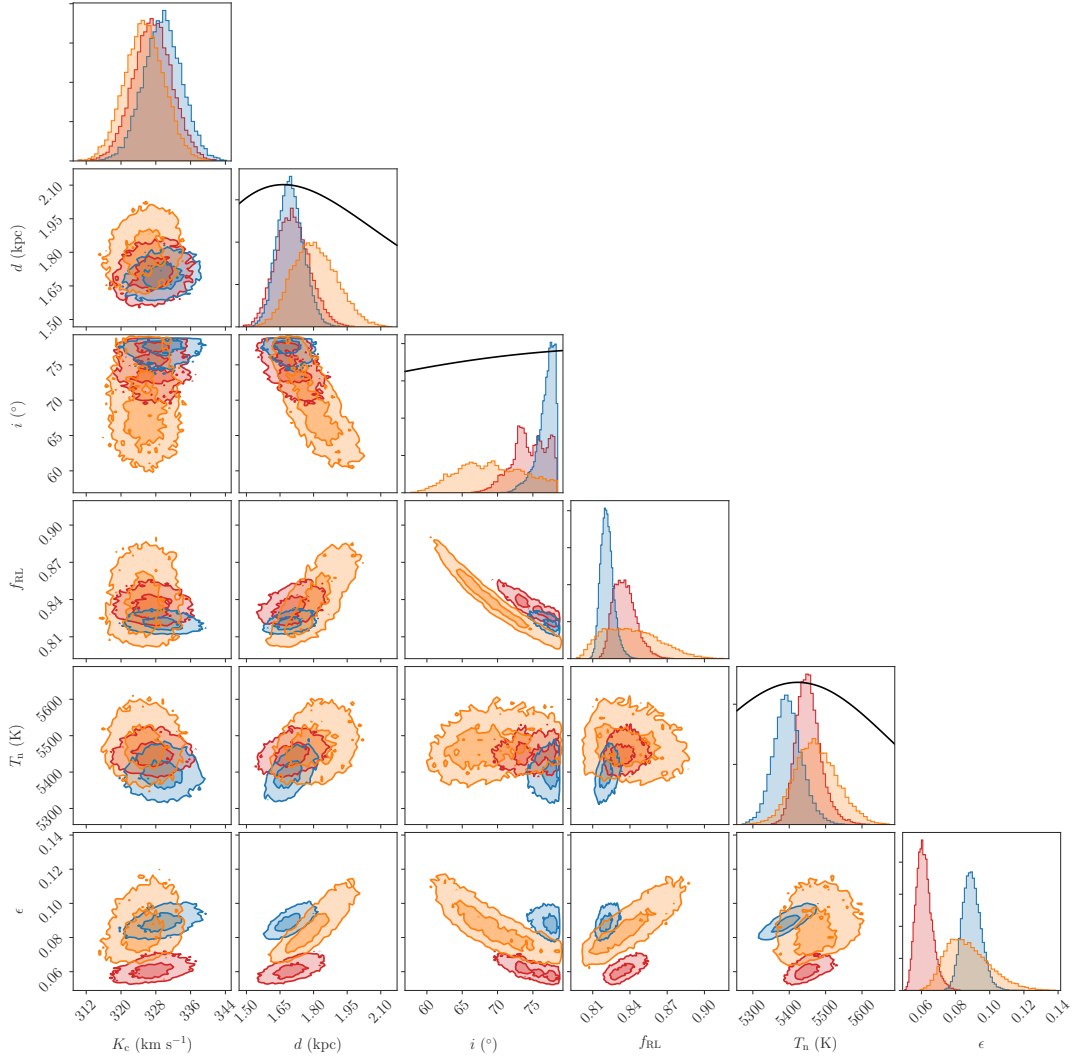 2.10
1.95
1.80
1.65
1.50
d (kpc)
75
70
65
60
i (°)
0.90
0.87
0.84
0.81
f_RL
5600
5500
5400
5300
T_n (K)
0.14
0.12
0.10
0.08
0.06
ϵ
312 320 328 336 344
1.50 1.65 1.80 1.95 2.10
60 65 70 75
0.81 0.84 0.87 0.90
5300 5400 5500 5600
0.06 0.08 0.10 0.12 0.14
K_c (km s⁻¹) d (kpc) i (°) f_RL T_n (K) ϵ